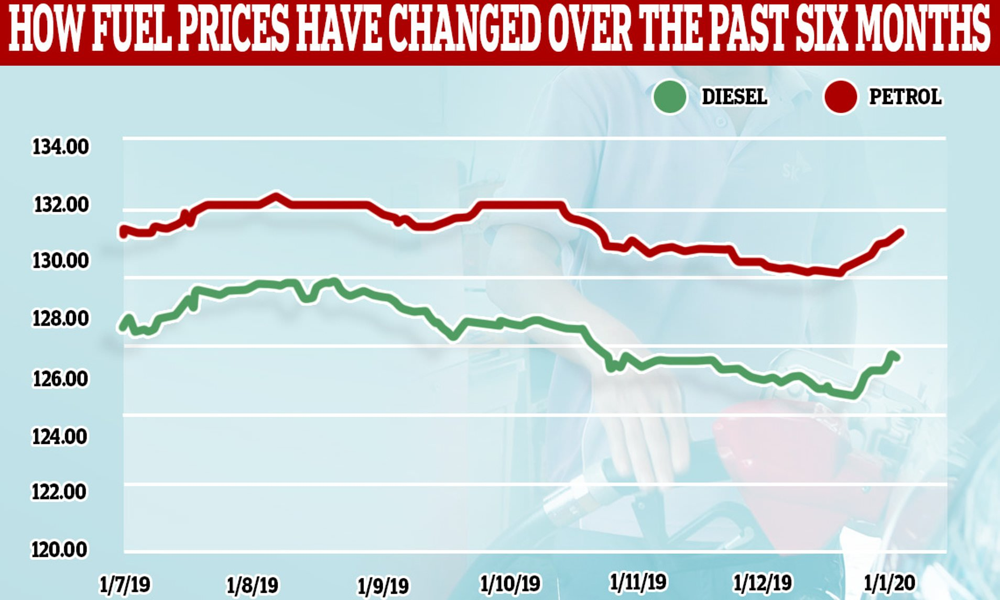 HOW FUEL PRICES HAVE CHANGED OVER THE PAST SIX MONTHS
DIESEL PETROL
134.00
132.00
130.00
128.00
126.00
124.00
122.00
120.00
1/7/19 1/8/19 1/9/19 1/10/19 1/11/19 1/12/19 1/1/20
SK